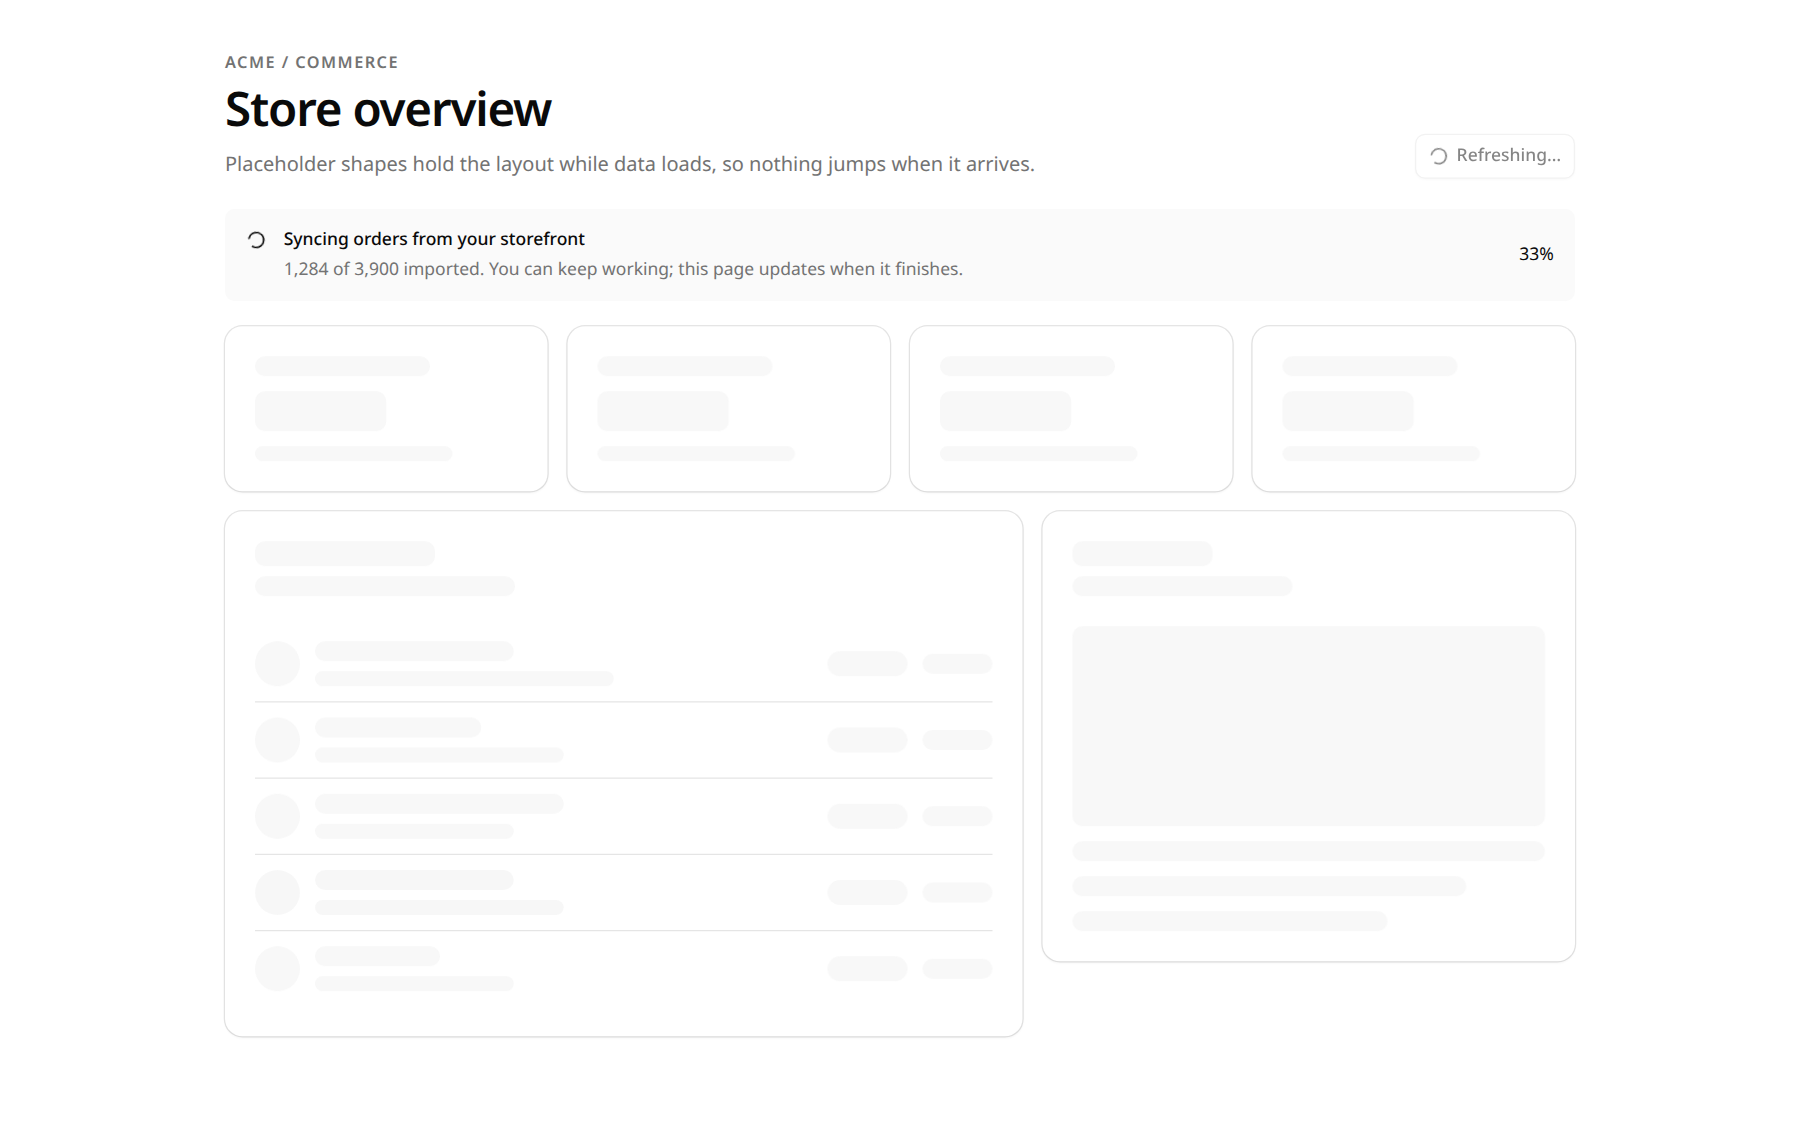 ACME / COMMERCE
Store overview
Placeholder shapes hold the layout while data loads, so nothing jumps when it arrives.
Refreshing...
Syncing orders from your storefront
1,284 of 3,900 imported. You can keep working; this page updates when it finishes.
33%